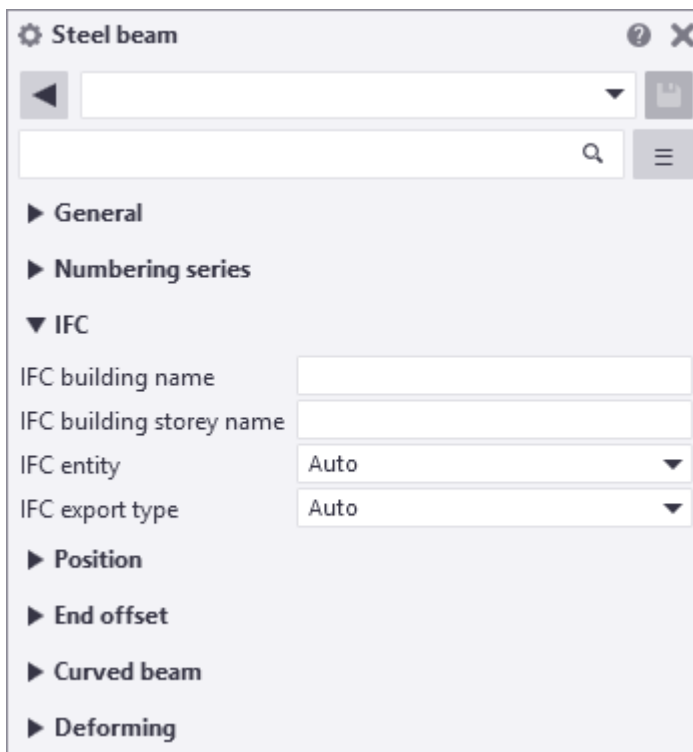 Steel beam
General
Numbering series
IFC
IFC building name
IFC building storey name
IFC entity Auto
IFC export type Auto
Position
End offset
Curved beam
Deforming